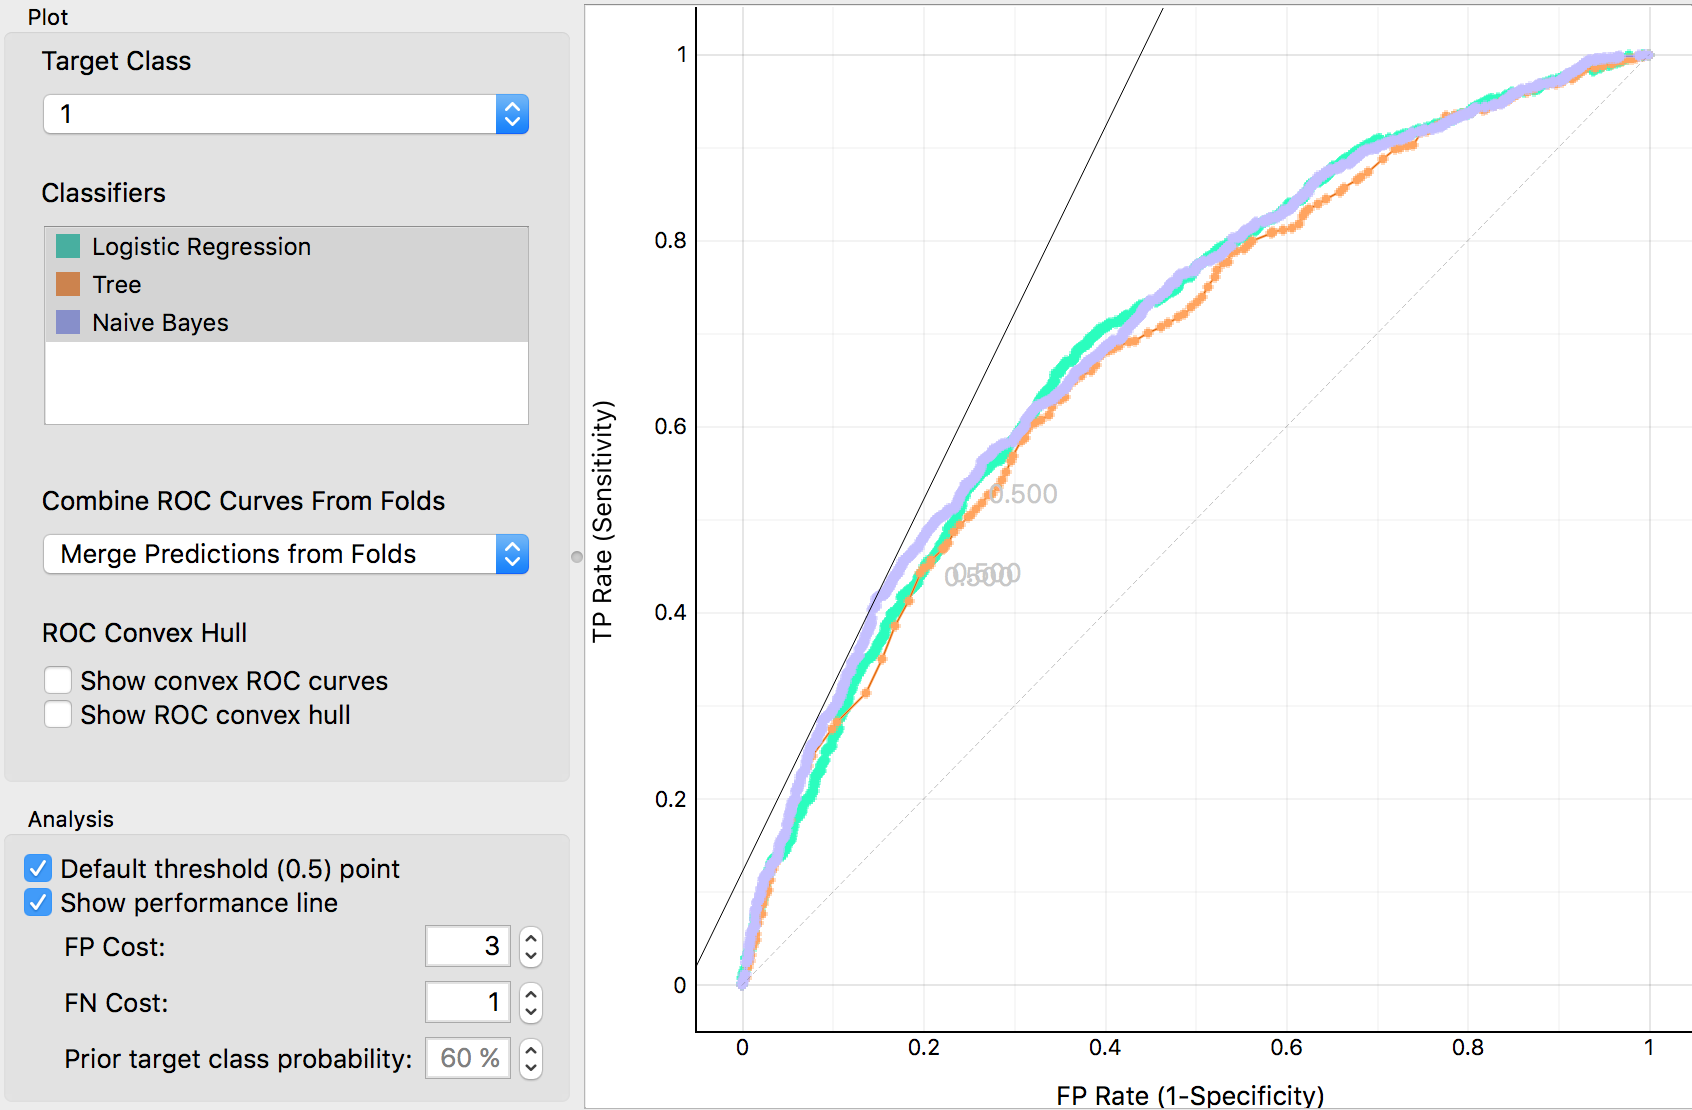 Plot
Target Class
1
Classifiers
Logistic Regression
Tree
Naive Bayes
Combine ROC Curves From Folds
Merge Predictions from Folds
ROC Convex Hull
Show convex ROC curves
Show ROC convex hull
Analysis
Default threshold (0.5) point
Show performance line
FP Cost: 3
FN Cost: 1
Prior target class probability: 60 %
TP Rate (Sensitivity)
1
0.8
0.6
0.4
0.2
0
0.500
0.500
0.500
0 0.2 0.4 0.6 0.8 1
FP Rate (1-Specificity)